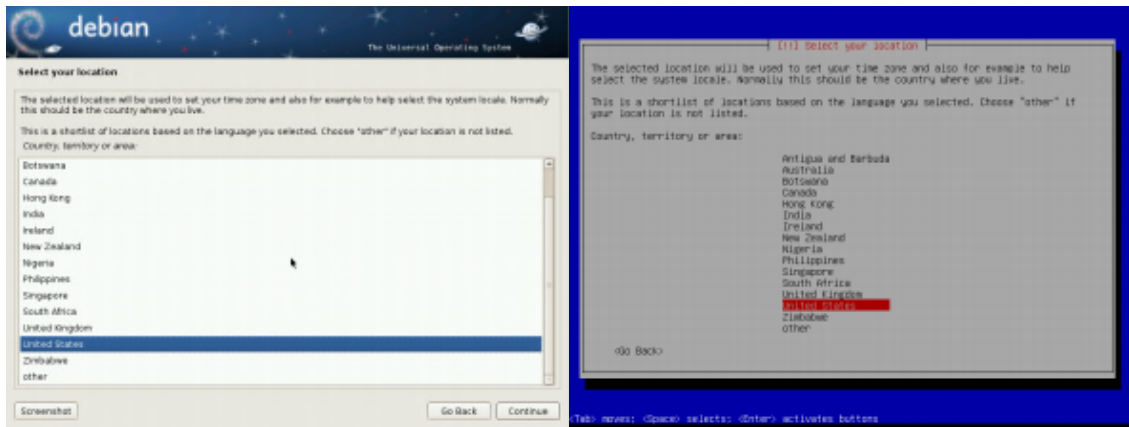 debian
The Universal Operating System
Select your location
The selected location will be used to set your time zone and also for example to help select the system locale. Normally
this should be the country where you live.
This is a shortlist of locations based on the language you selected. Choose "other" if your location is not listed.
Country, territory or area:
Botswana
Canada
Hong Kong
India
Ireland
New Zealand
Nigeria
Philippines
Singapore
South Africa
United Kingdom
United States
Zimbabwe
other
Screenshot
Go Back
Continue
[!!] Select your location
The selected location will be used to set your time zone and also for example to help
select the system locale. Normally this should be the country where you live.
This is a shortlist of locations based on the language you selected. Choose "other" if
your location is not listed.
Country, territory or area:
Antigua and Barbuda
Australia
Botswana
Canada
Hong Kong
India
Ireland
New Zealand
Nigeria
Philippines
Singapore
South Africa
United Kingdom
United States
Zimbabwe
other
<Go Back>
<Tab> moves; <Space> selects; <Enter> activates buttons